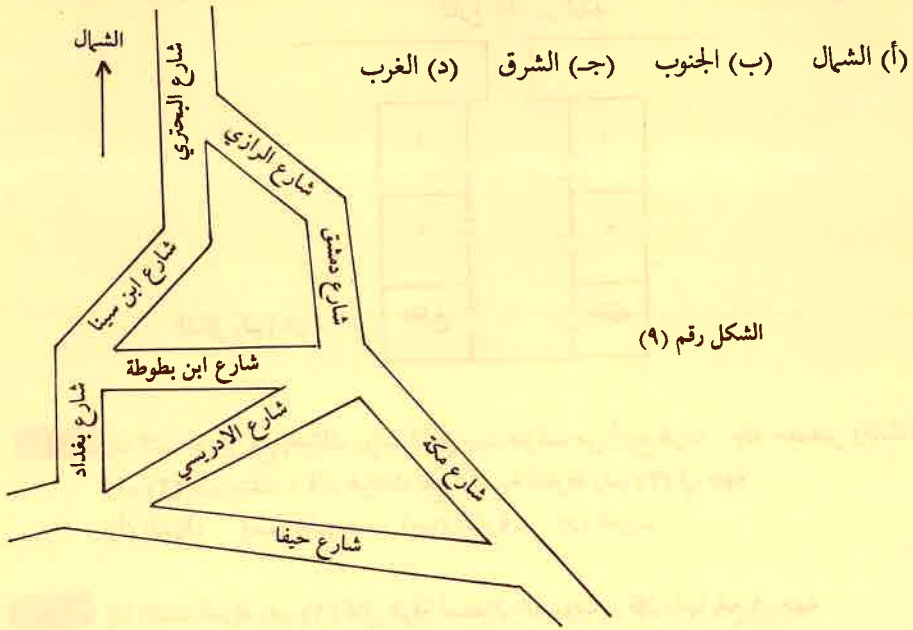 (أ) الشمال (ب) الجنوب (جـ) الشرق (د) الغرب
الشمال
شارع البحتري
شارع الرازي
شارع دمشق
شارع ابن سينا
شارع ابن بطوطة
الشكل رقم (٩)
شارع بغداد
شارع الادريسي
شارع مكة
شارع حيفا